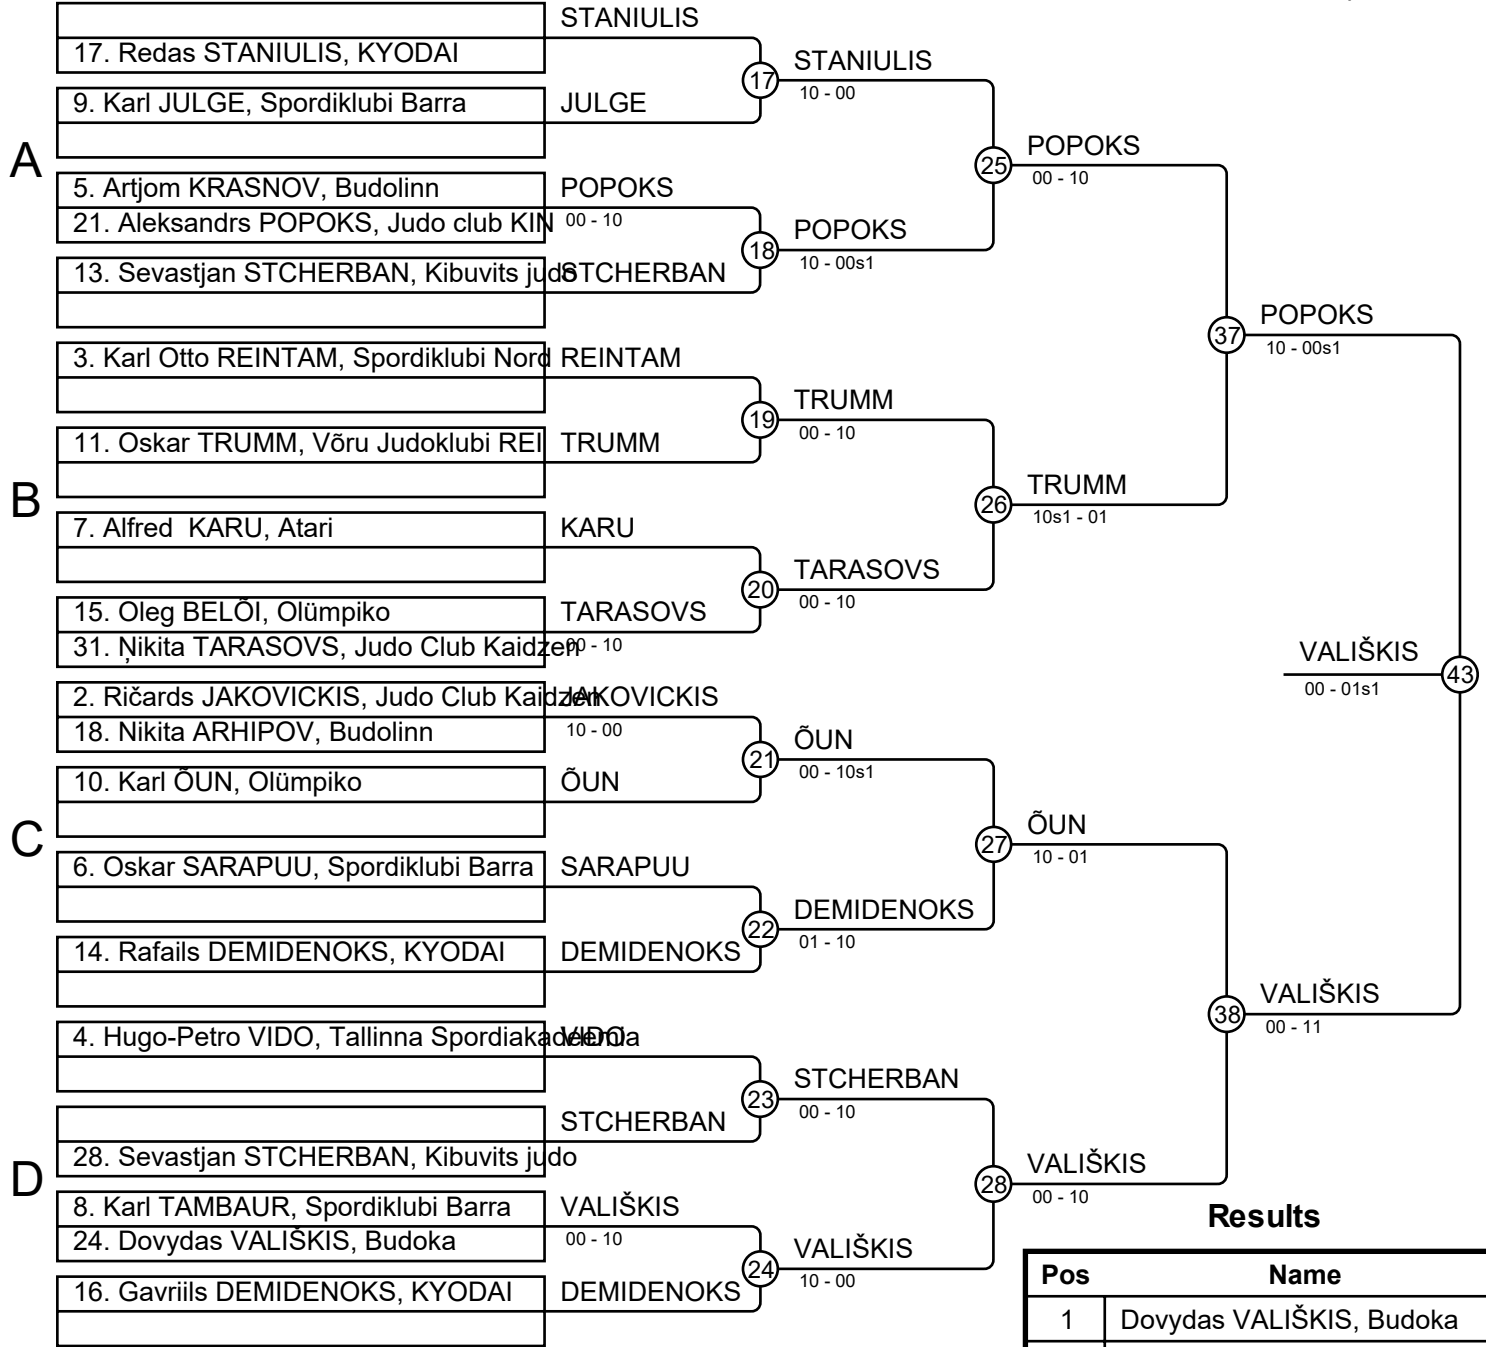 STANIULIS
17. Redas STANIULIS, KYODAI
STANIULIS
17
10 - 00
9. Karl JULGE, Spordiklubi Barra
JULGE
A
POPOKS
25
00 - 10
5. Artjom KRASNOV, Budolinn
POPOKS
21. Aleksandrs POPOKS, Judo club KIN
00 - 10
POPOKS
18
10 - 00s1
13. Sevastjan STCHERBAN, Kibuvits judo
STCHERBAN
POPOKS
37
10 - 00s1
3. Karl Otto REINTAM, Spordiklubi Nord
REINTAM
TRUMM
19
00 - 10
11. Oskar TRUMM, Võru Judoklubi REI
TRUMM
B
TRUMM
26
10s1 - 01
7. Alfred  KARU, Atari
KARU
TARASOVS
20
00 - 10
15. Oleg BELÕI, Olümpiko
TARASOVS
31. Ņikita TARASOVS, Judo Club Kaidzen
00 - 10
VALIŠKIS
43
00 - 01s1
2. Ričards JAKOVICKIS, Judo Club Kaidzen
JAKOVICKIS
18. Nikita ARHIPOV, Budolinn
10 - 00
ÕUN
21
00 - 10s1
10. Karl ÕUN, Olümpiko
ÕUN
C
ÕUN
27
10 - 01
6. Oskar SARAPUU, Spordiklubi Barra
SARAPUU
DEMIDENOKS
22
01 - 10
14. Rafails DEMIDENOKS, KYODAI
DEMIDENOKS
VALIŠKIS
38
00 - 11
4. Hugo-Petro VIDO, Tallinna Spordiakadeemia
VIDO
STCHERBAN
23
00 - 10
STCHERBAN
28. Sevastjan STCHERBAN, Kibuvits judo
D
VALIŠKIS
28
00 - 10
8. Karl TAMBAUR, Spordiklubi Barra
VALIŠKIS
24. Dovydas VALIŠKIS, Budoka
00 - 10
VALIŠKIS
24
10 - 00
16. Gavriils DEMIDENOKS, KYODAI
DEMIDENOKS
Results
Pos Name
1 Dovydas VALIŠKIS, Budoka